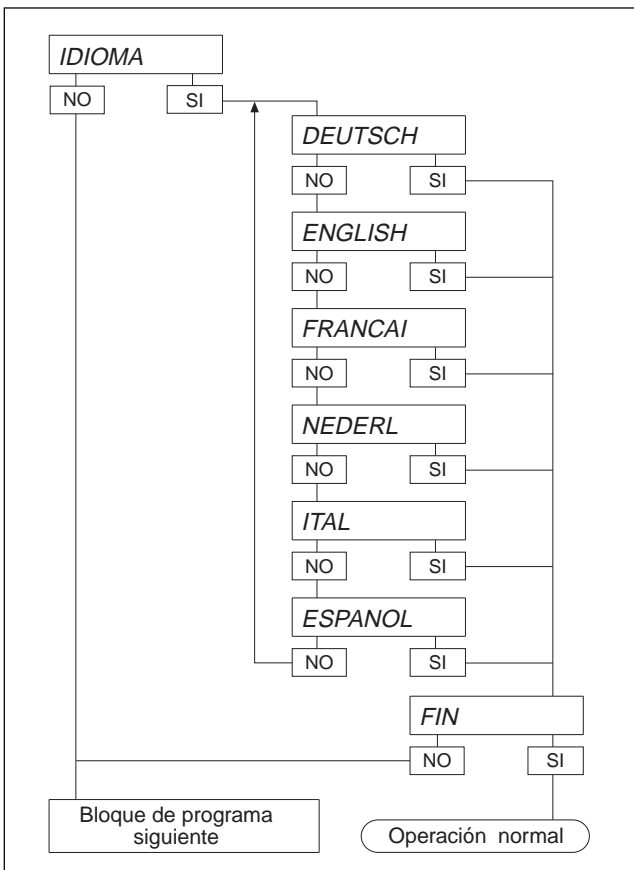 IDIOMA
NO SI
DEUTSCH
NO SI
ENGLISH
NO SI
FRANCAI
NO SI
NEDERL
NO SI
ITAL
NO SI
ESPANOL
NO SI
FIN
NO SI
Bloque de programa
siguiente
Operación normal